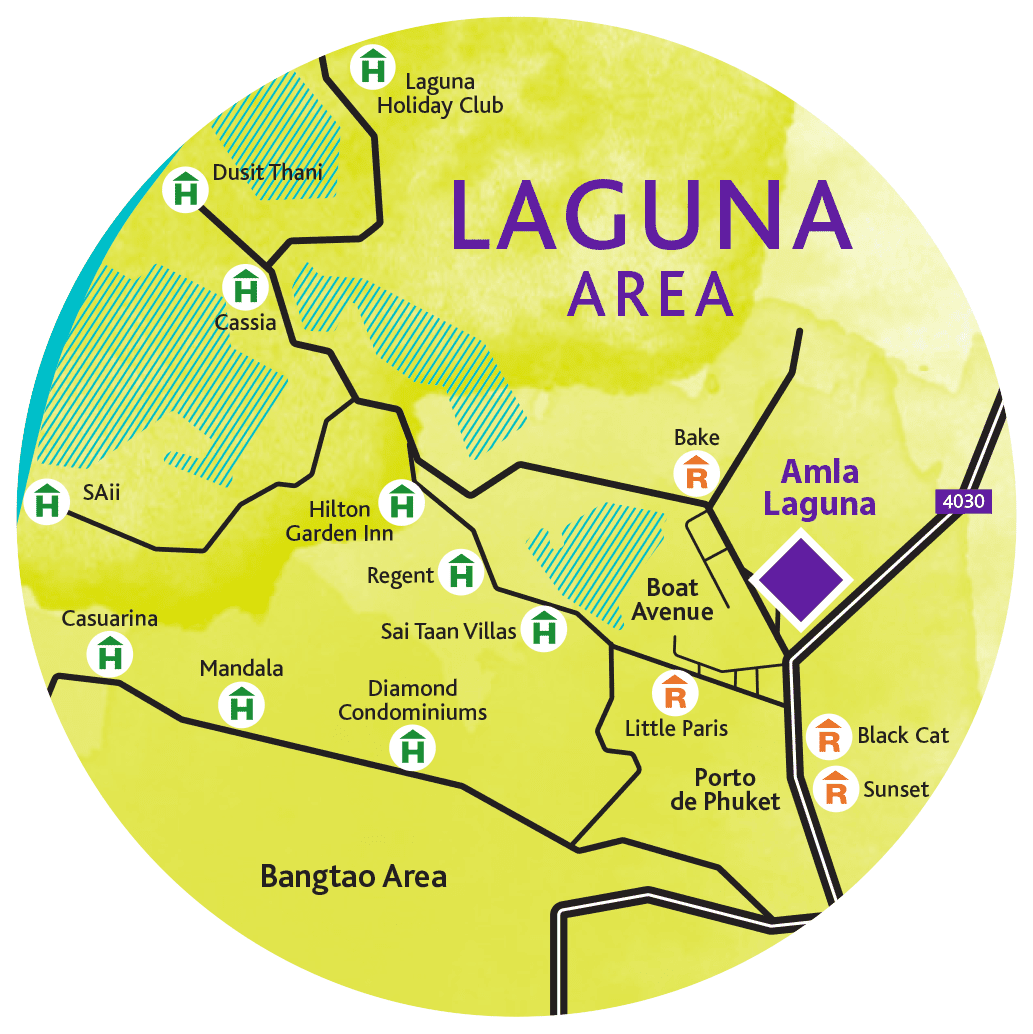 H
Laguna
Holiday Club
H
Dusit Thani
LAGUNA
AREA
H
Cassia
Bake
R
Amla
Laguna
4030
H
SAii
H
Hilton
Garden Inn
Regent
H
Boat
Avenue
Casuarina
H
Sai Taan Villas
H
Mandala
H
Diamond
Condominiums
H
R
Little Paris
R
Black Cat
R
Sunset
Porto
de Phuket
Bangtao Area